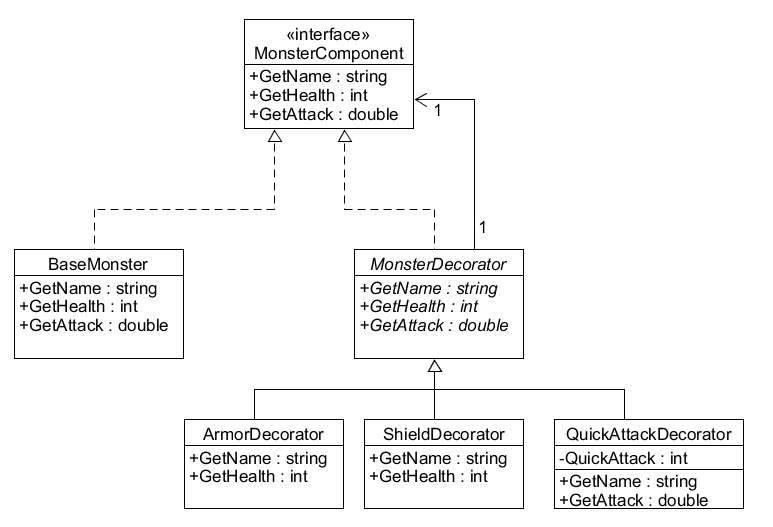 «interface»
MonsterComponent
+GetName : string
+GetHealth : int
+GetAttack : double
1
1
BaseMonster
+GetName : string
+GetHealth : int
+GetAttack : double
MonsterDecorator
+GetName : string
+GetHealth : int
+GetAttack : double
ArmorDecorator
+GetName : string
+GetHealth : int
ShieldDecorator
+GetName : string
+GetHealth : int
QuickAttackDecorator
-QuickAttack : int
+GetName : string
+GetAttack : double